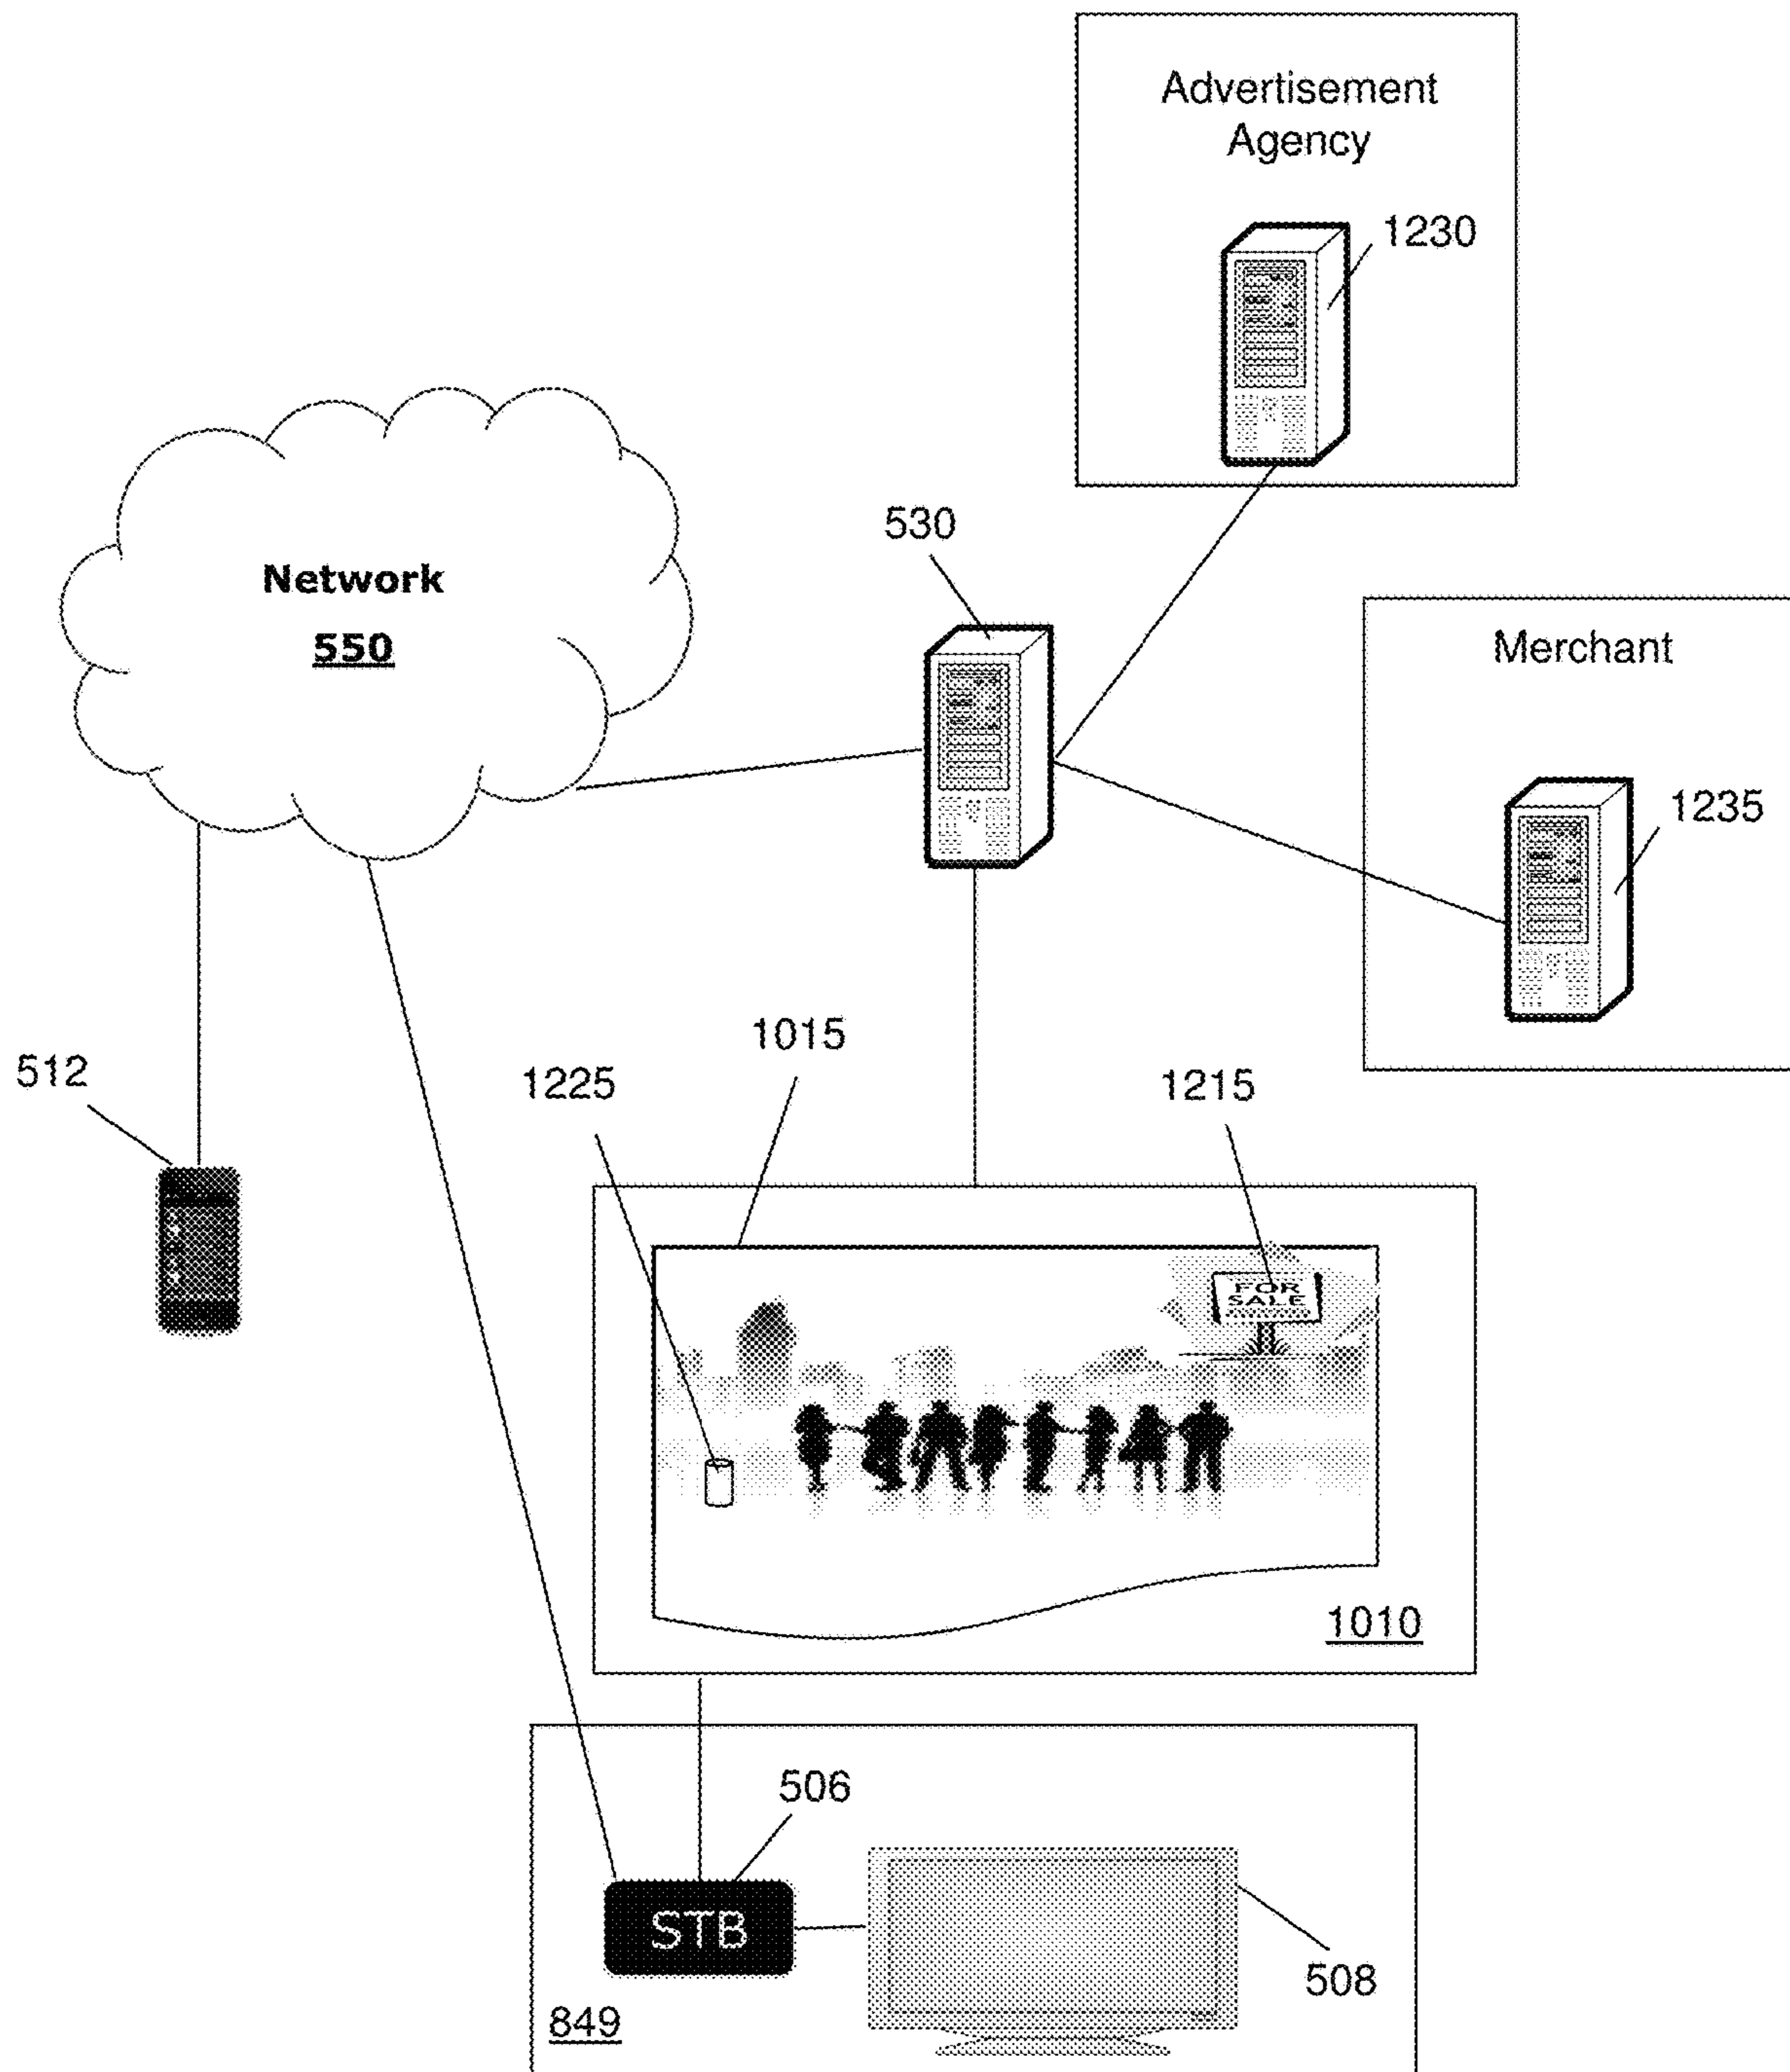 Advertisement
Agency
1230
530
Network
550
Merchant
1235
1015
1225
1215
512
FOR
SALE
1010
506
STB
508
849